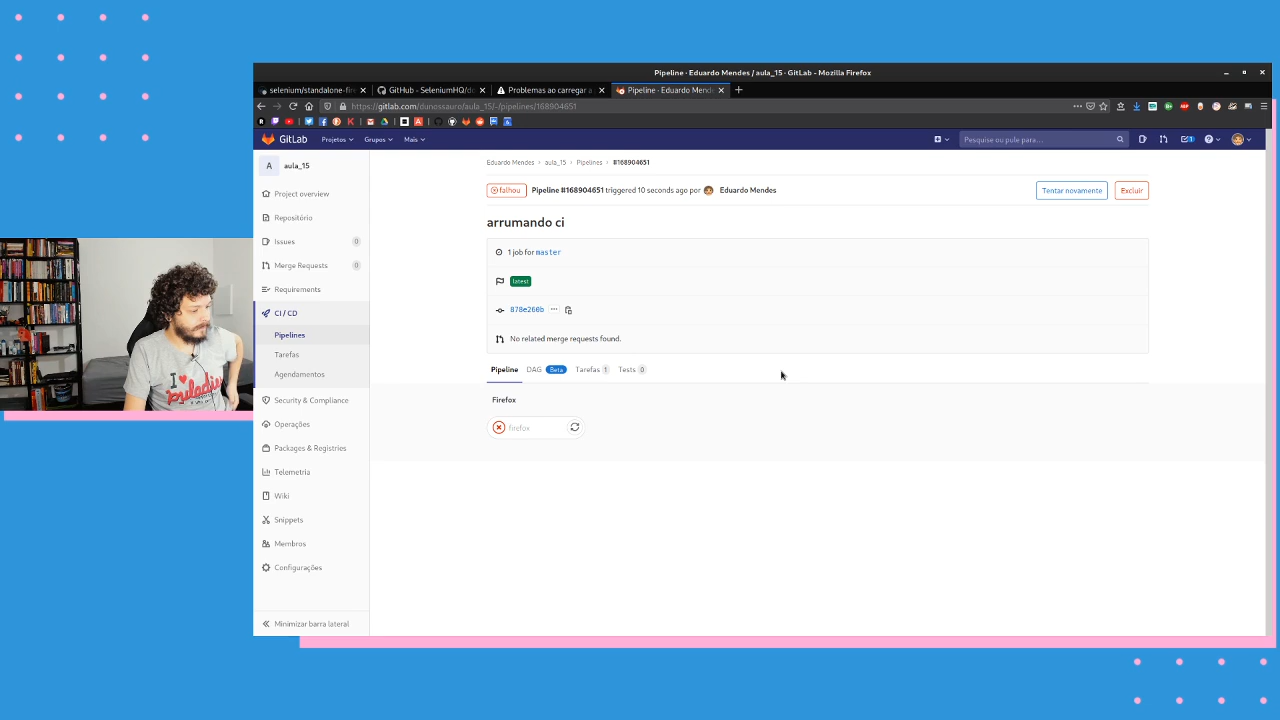 Pipeline · Eduardo Mendes / aula_15 · GitLab - Mozilla Firefox
selenium/standalone-fire
GitHub - SeleniumHQ/de
Problemas ao carregar a
Pipeline · Eduardo Mende
https://gitlab.com/dunossauro/aula_15/-/pipelines/168904651
GitLab
Projetos
Grupos
Mais
Pesquise ou pule para...
A
aula_15
Eduardo Mendes
aula_15
Pipelines
#168904651
Project overview
falhou
Pipeline #168904651 triggered 10 seconds ago por
Eduardo Mendes
Tentar novamente
Excluir
Repositório
arrumando ci
Issues
0
1 job for master
Merge Requests
0
latest
Requirements
CI / CD
878e260b
Pipelines
No related merge requests found.
Tarefas
Agendamentos
Pipeline
DAG
Beta
Tarefas 1
Tests 0
Security & Compliance
Firefox
Operações
firefox
Packages & Registries
Telemetria
Wiki
Snippets
Membros
Configurações
Minimizar barra lateral